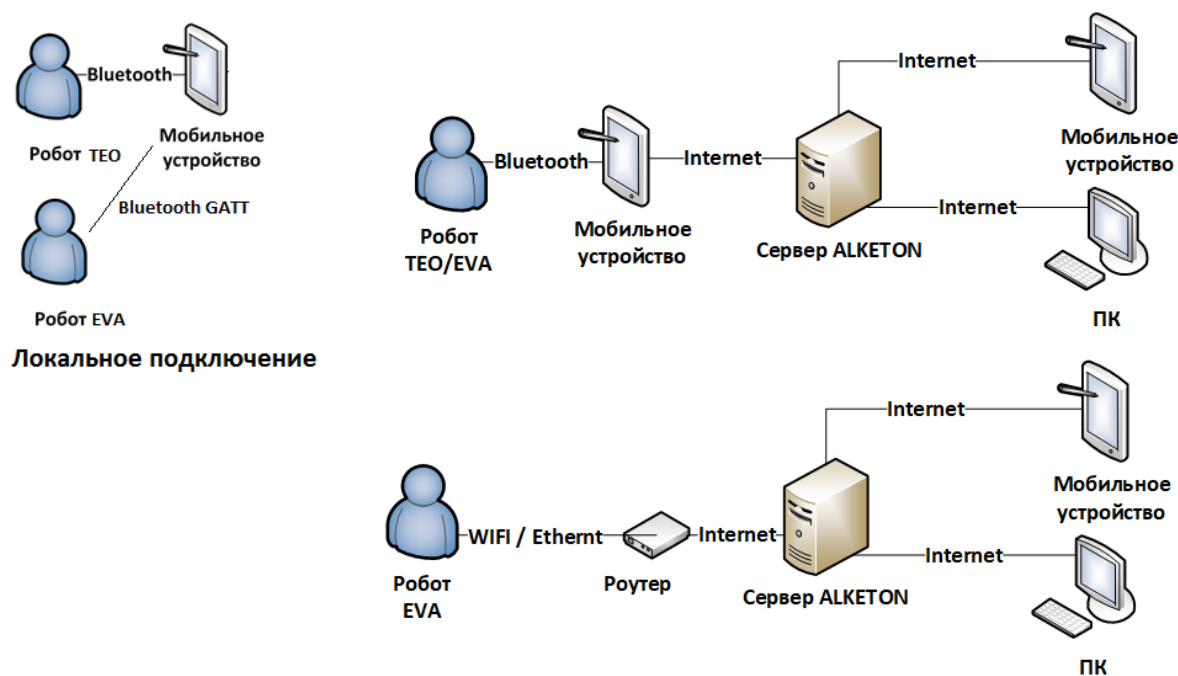 Bluetooth
Робот TEO
Мобильное
устройство
Bluetooth GATT
Робот EVA
Локальное подключение
Bluetooth
Internet
Internet
Internet
Робот
TEO/EVA
Мобильное
устройство
Сервер ALKETON
Мобильное
устройство
ПК
WIFI / Ethernt
Internet
Internet
Internet
Робот
EVA
Роутер
Сервер ALKETON
Мобильное
устройство
ПК